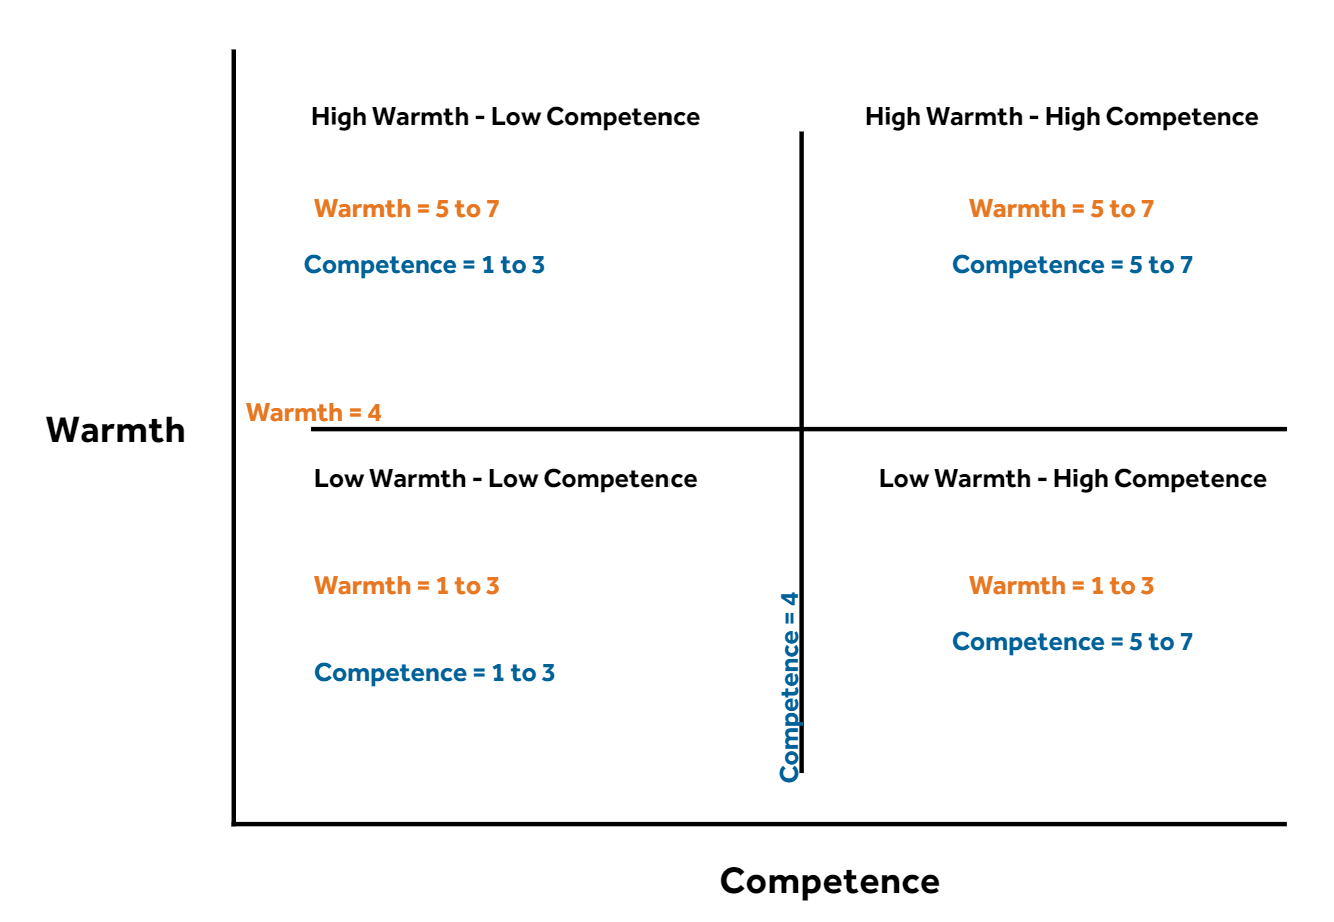 High Warmth - Low Competence
High Warmth - High Competence
Warmth = 5 to 7
Warmth = 5 to 7
Competence = 1 to 3
Competence = 5 to 7
Warmth = 4
Warmth
Low Warmth - Low Competence
Low Warmth - High Competence
Warmth = 1 to 3
Warmth = 1 to 3
Competence = 4
Competence = 5 to 7
Competence = 1 to 3
Competence